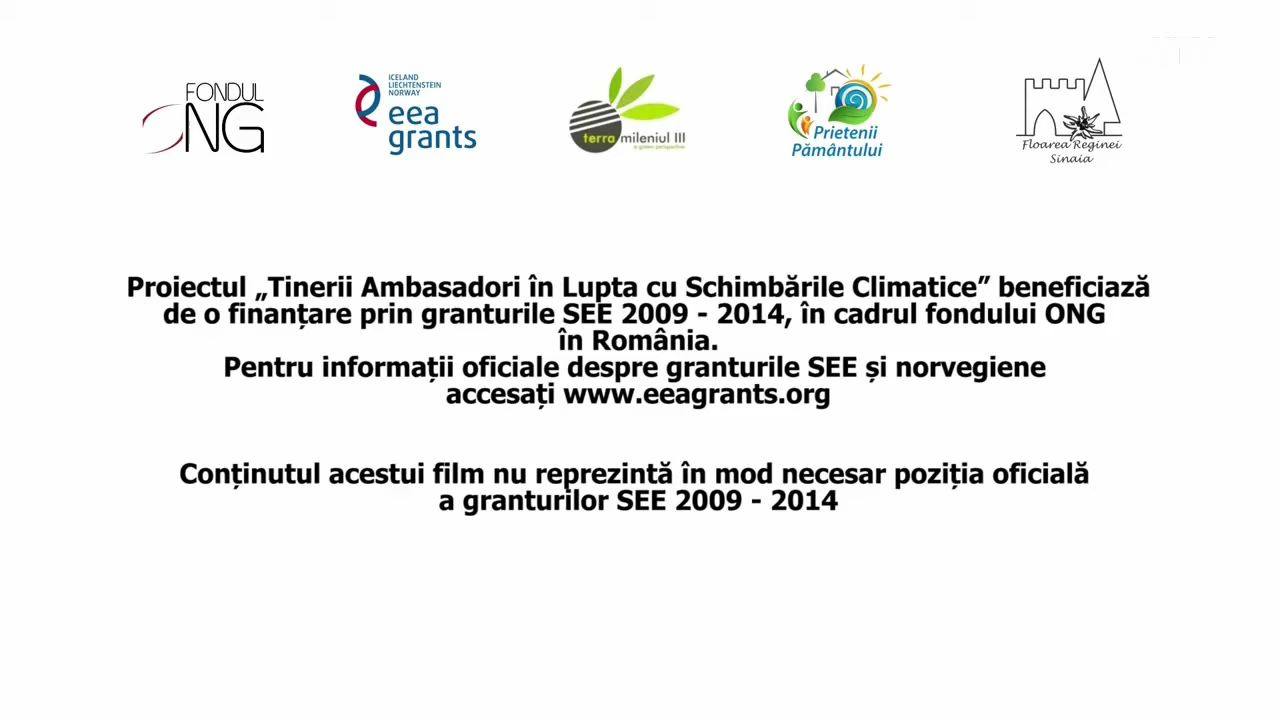 FONDUL
ONG
ICELAND
LIECHTENSTEIN
NORWAY
eea
grants
terra mileniul III
a green perspective
Prietenii
Pământului
Floarea Reginei
Sinaia
Proiectul „Tinerii Ambasadori în Lupta cu Schimbările Climatice” beneficiază
de o finanțare prin granturile SEE 2009 - 2014, în cadrul fondului ONG
în România.
Pentru informații oficiale despre granturile SEE și norvegiene
accesați www.eeagrants.org
Conținutul acestui film nu reprezintă în mod necesar poziția oficială
a granturilor SEE 2009 - 2014